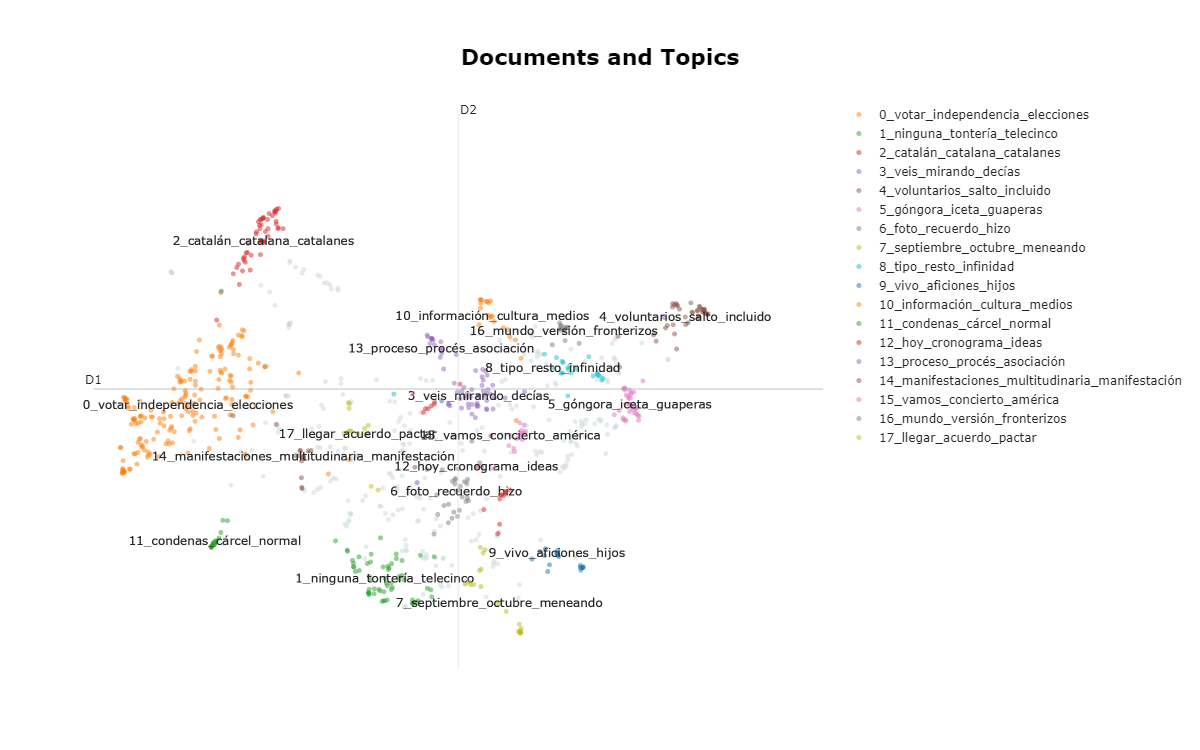 Documents and Topics
D2
0_votar_independencia_elecciones
1_ninguna_tontería_telecinco
2_catalán_catalana_catalanes
3_veis_mirando_decías
4_voluntarios_salto_incluido
5_góngora_iceta_guaperas
6_foto_recuerdo_hizo
7_septiembre_octubre_meneando
8_tipo_resto_infinidad
9_vivo_aficiones_hijos
10_información_cultura_medios
11_condenas_cárcel_normal
12_hoy_cronograma_ideas
13_proceso_procés_asociación
14_manifestaciones_multitudinaria_manifestación
15_vamos_concierto_américa
16_mundo_versión_fronterizos
17_llegar_acuerdo_pactar
2_catalán_catalana_catalanes
10_información_cultura_medios
4_voluntarios_salto_incluido
16_mundo_versión_fronterizos
13_proceso_procés_asociación
8_tipo_resto_infinidad
D1
3_veis_mirando_decías
0_votar_independencia_elecciones
5_góngora_iceta_guaperas
17_llegar_acuerdo_pactar
15_vamos_concierto_américa
14_manifestaciones_multitudinaria_manifestación
12_hoy_cronograma_ideas
6_foto_recuerdo_hizo
11_condenas_cárcel_normal
9_vivo_aficiones_hijos
1_ninguna_tontería_telecinco
7_septiembre_octubre_meneando